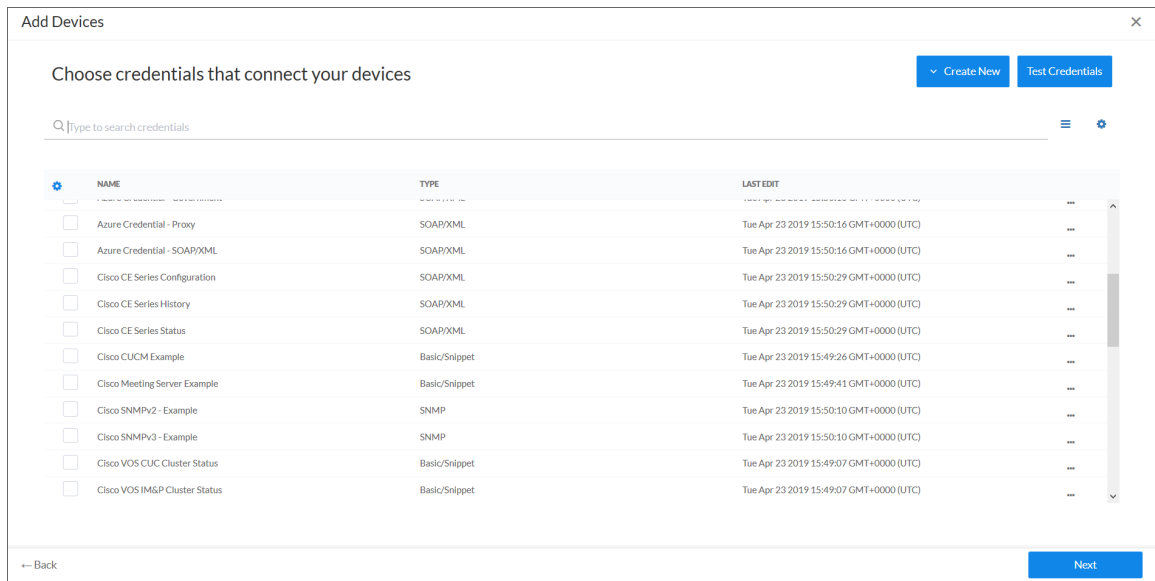 Add Devices
Choose credentials that connect your devices
Create New
Test Credentials
Type to search credentials
NAME TYPE LAST EDIT
Azure Credential - Proxy SOAP/XML Tue Apr 23 2019 15:50:16 GMT+0000 (UTC)
Azure Credential - SOAP/XML SOAP/XML Tue Apr 23 2019 15:50:16 GMT+0000 (UTC)
Cisco CE Series Configuration SOAP/XML Tue Apr 23 2019 15:50:29 GMT+0000 (UTC)
Cisco CE Series History SOAP/XML Tue Apr 23 2019 15:50:29 GMT+0000 (UTC)
Cisco CE Series Status SOAP/XML Tue Apr 23 2019 15:50:29 GMT+0000 (UTC)
Cisco CUCM Example Basic/Snippet Tue Apr 23 2019 15:49:26 GMT+0000 (UTC)
Cisco Meeting Server Example Basic/Snippet Tue Apr 23 2019 15:49:41 GMT+0000 (UTC)
Cisco SNMPv2 - Example SNMP Tue Apr 23 2019 15:50:10 GMT+0000 (UTC)
Cisco SNMPv3 - Example SNMP Tue Apr 23 2019 15:50:10 GMT+0000 (UTC)
Cisco VOS CUC Cluster Status Basic/Snippet Tue Apr 23 2019 15:49:07 GMT+0000 (UTC)
Cisco VOS IM&P Cluster Status Basic/Snippet Tue Apr 23 2019 15:49:07 GMT+0000 (UTC)
←Back
Next